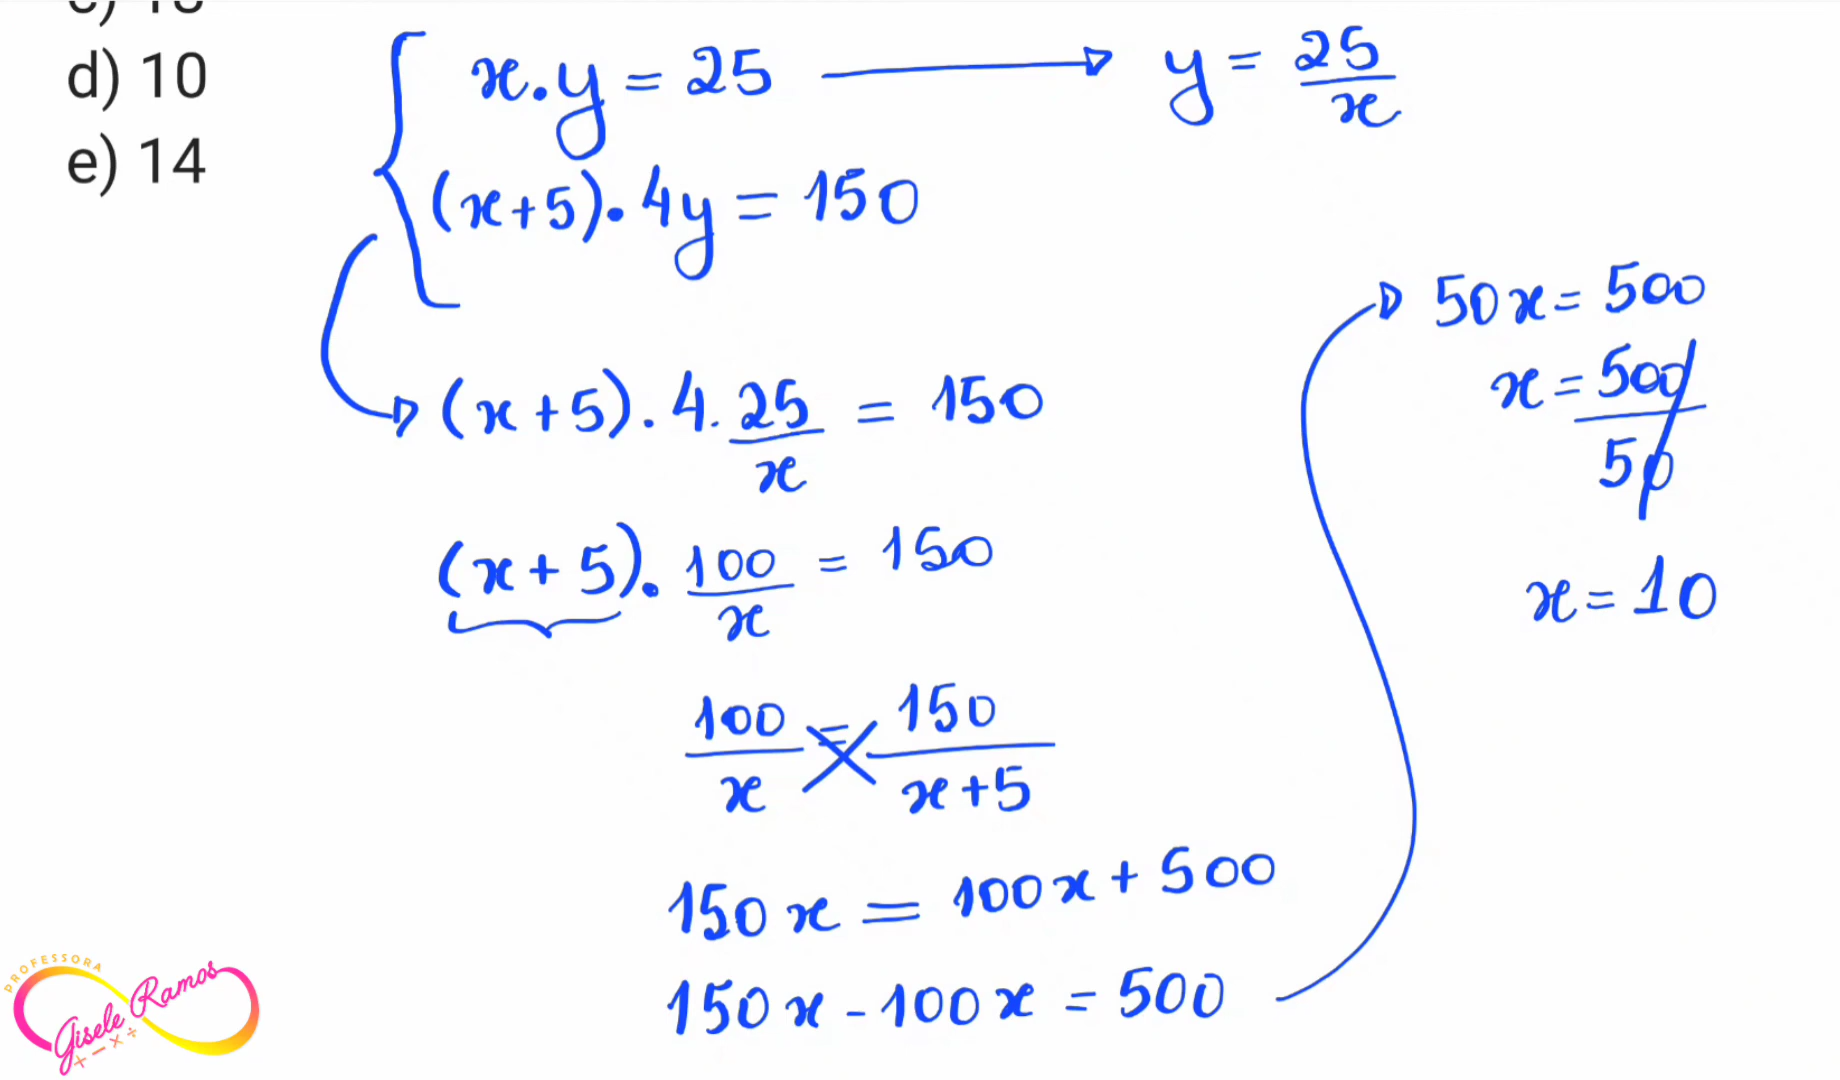 d) 10
e) 14
x.y = 25 → y = 25/x
(x+5).4y = 150
(x+5).4.25/x = 150
(x+5).100/x = 150
100/x = 150/x+5
150x = 100x + 500
150x - 100x = 500
50x = 500
x = 500/50
x = 10
PROFESSORA
Gisele Ramos
+ − × ÷